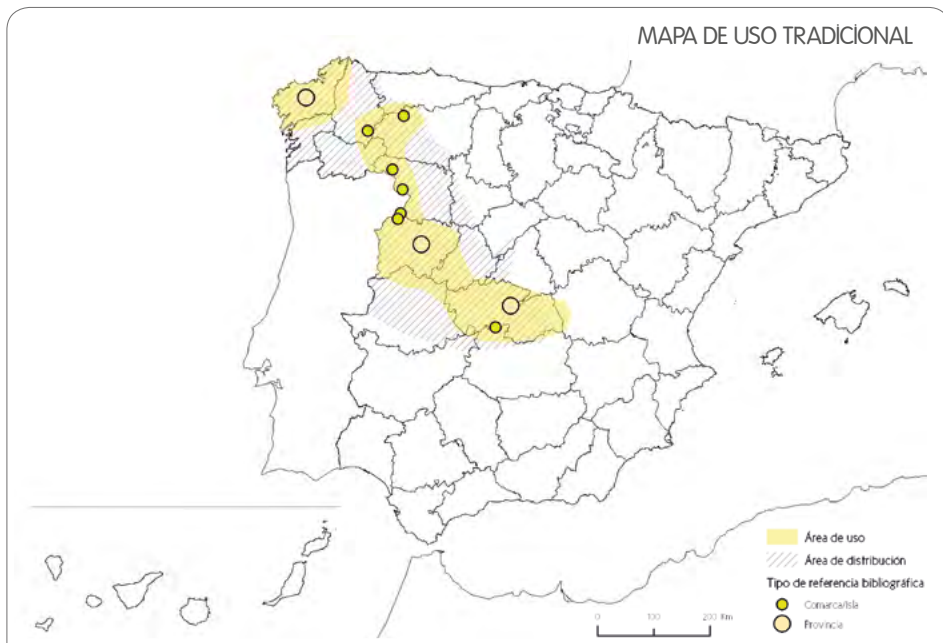 MAPA DE USO TRADICIONAL
Área de uso
Área de distribución
Tipo de referencia bibliográfica
Comarca/Isla
Provincia
0 100 200 Km